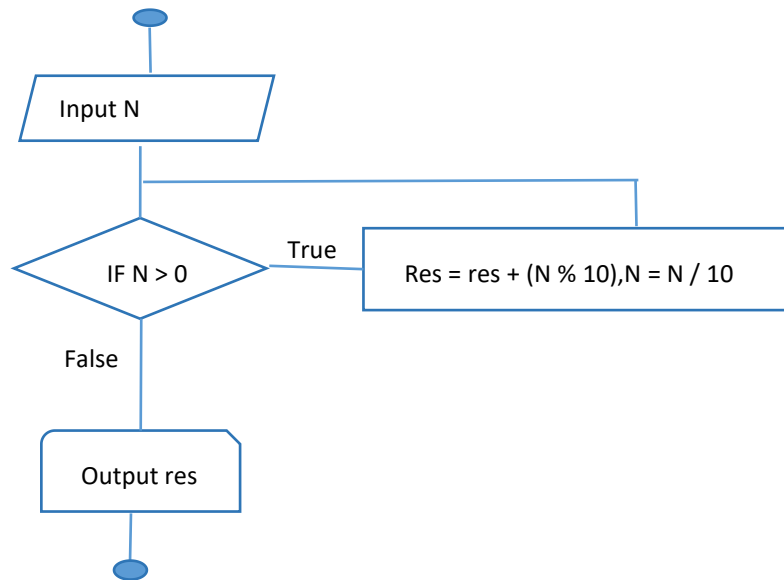 Input N
True
IF N > 0
Res = res + (N % 10),N = N / 10
False
Output res